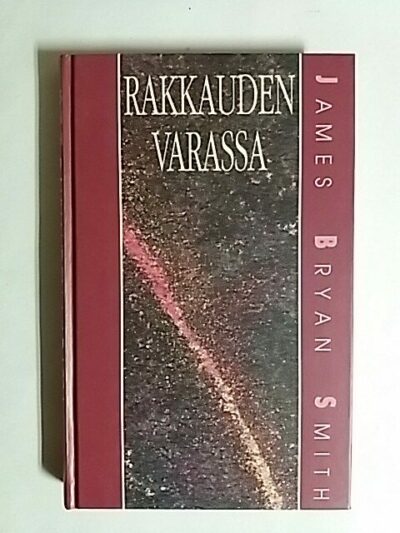 RAKKAUDEN
VARASSA
JAMES BRYAN SMITH